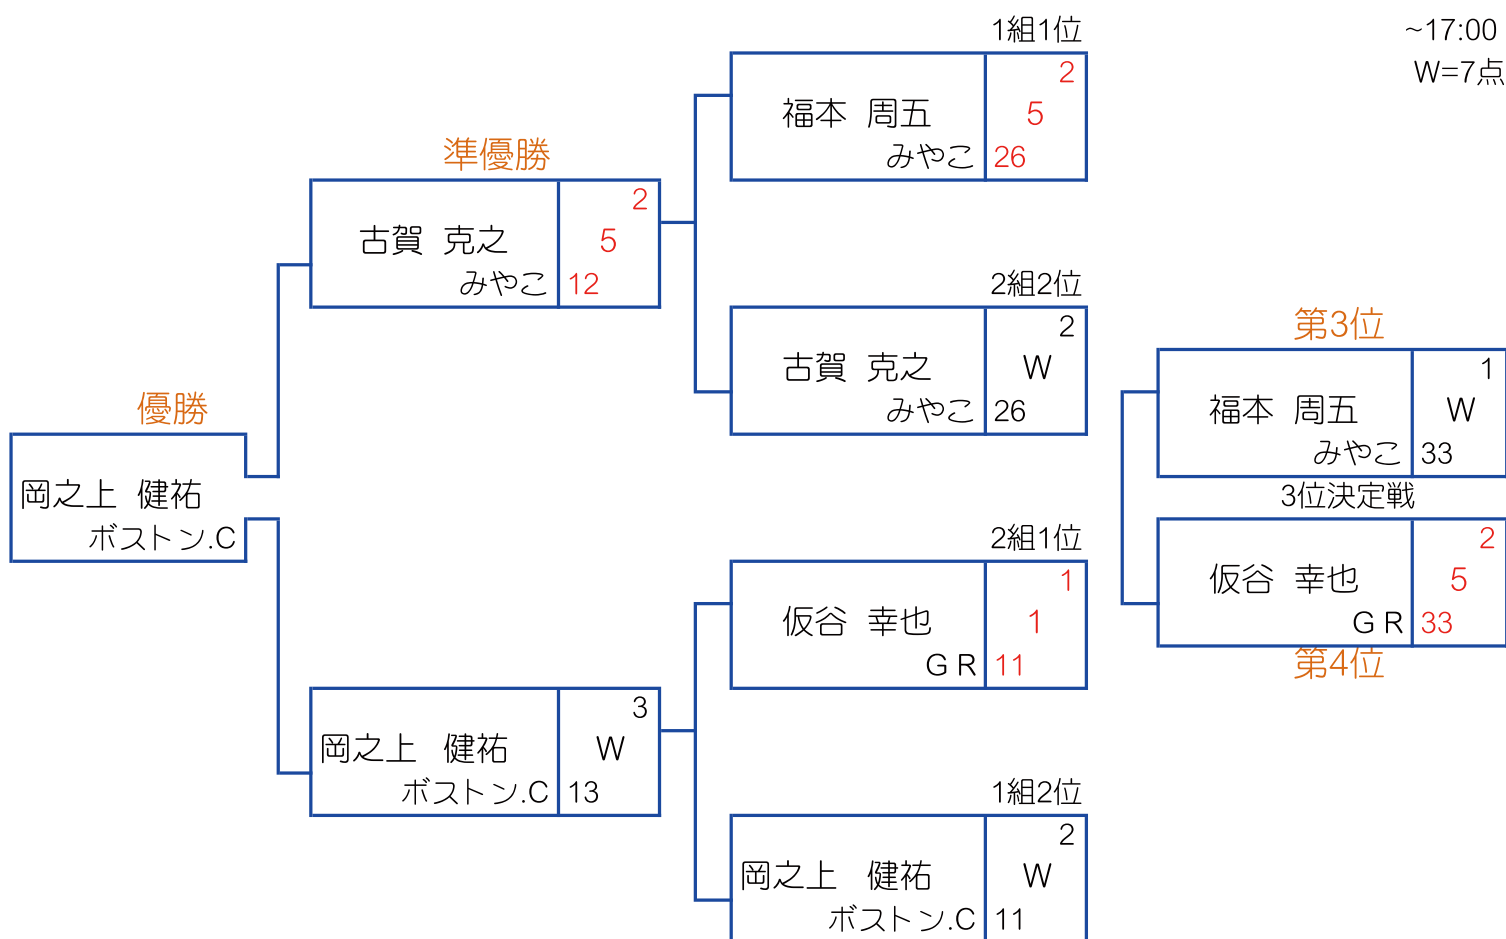 ~17:00
W=7点
1組1位
2
福本 周五
5
みやこ
26
準優勝
2
古賀 克之
5
みやこ
12
2組2位
2
古賀 克之
W
みやこ
26
第3位
1
福本 周五
W
みやこ
33
3位決定戦
2
仮谷 幸也
5
GR
33
第4位
優勝
岡之上 健祐
ボストン.C
2組1位
1
仮谷 幸也
1
GR
11
3
岡之上 健祐
W
ボストン.C
13
1組2位
2
岡之上 健祐
W
ボストン.C
11